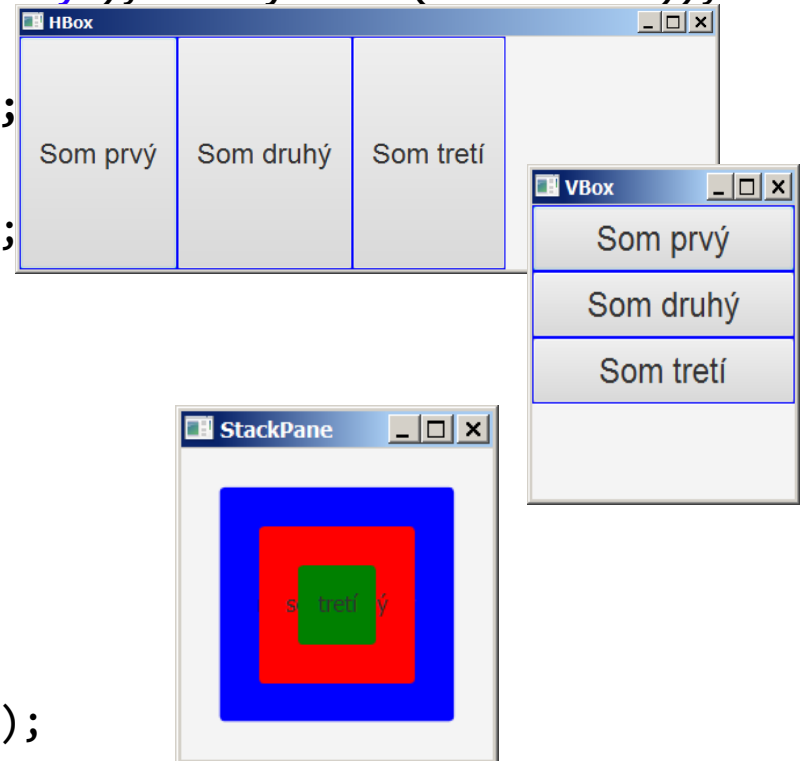 HBox
;
Som prvý Som druhý Som tretí
VBox
;
Som prvý
Som druhý
Som tretí
StackPane
s tretí ý
);